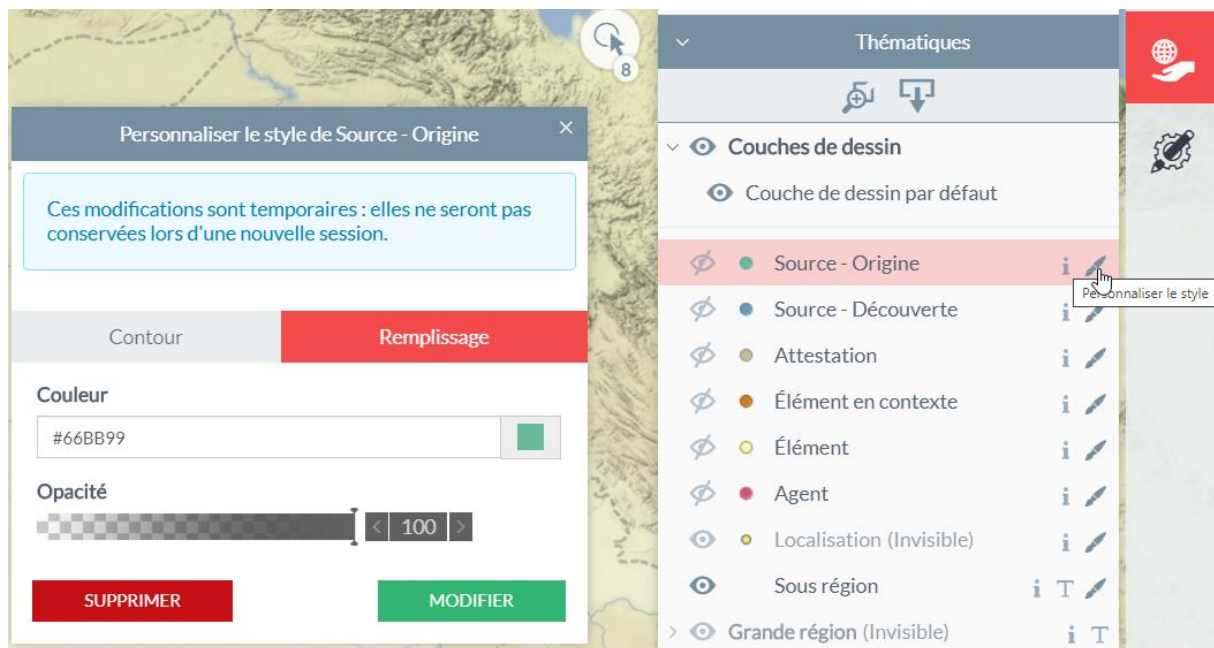 8
Personnaliser le style de Source - Origine
Ces modifications sont temporaires : elles ne seront pas
conservées lors d'une nouvelle session.
Contour
Remplissage
Couleur
#66BB99
Opacité
100
SUPPRIMER
MODIFIER
Thématiques
Couches de dessin
Couche de dessin par défaut
Source - Origine
Personnaliser le style
Source - Découverte
Attestation
Élément en contexte
Élément
Agent
Localisation (Invisible)
Sous région
Grande région (Invisible)